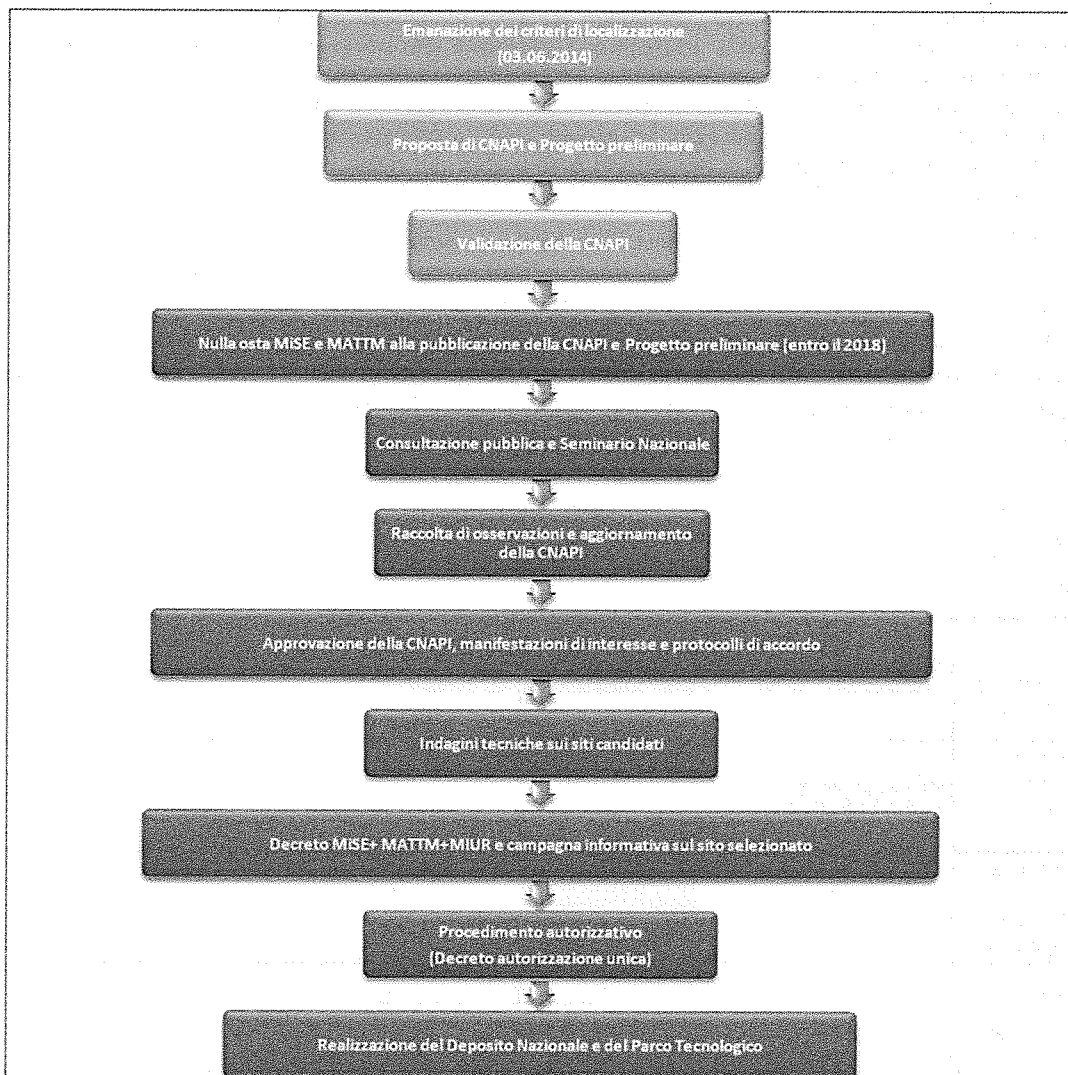 Emanazione dei criteri di localizzazione
(03.06.2014)
Proposta di CNAPI e Progetto preliminare
Validazione della CNAPI
Nulla osta MiSE e MATTM alla pubblicazione della CNAPI e Progetto preliminare (entro il 2018)
Consultazione pubblica e Seminario Nazionale
Raccolta di osservazioni e aggiornamento
della CNAPI
Approvazione della CNAPI, manifestazioni di interesse e protocolli di accordo
Indagini tecniche sui siti candidati
Decreto MiSE+ MATTM+MIUR e campagna informativa sul sito selezionato
Procedimento autorizzativo
(Decreto autorizzazione unica)
Realizzazione del Deposito Nazionale e del Parco Tecnologico